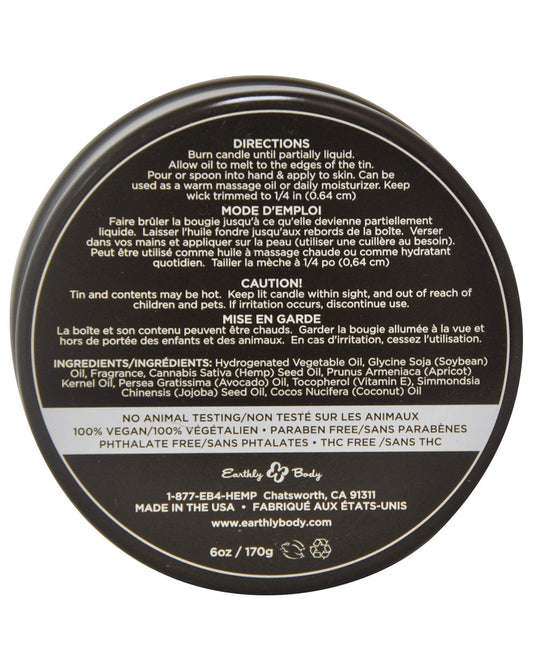 DIRECTIONS
Burn candle until partially liquid.
Allow oil to melt to the edges of the tin.
Pour or spoon into hand & apply to skin. Can be
used as a warm massage oil or daily moisturizer. Keep
wick trimmed to 1/4 in (0.64 cm)
MODE D'EMPLOI
Faire brûler la bougie jusqu'à ce qu'elle devienne partiellement
liquide. Laisser l'huile fondre jusqu'aux rebords de la boîte. Verser
dans vos mains et appliquer sur la peau (utiliser une cuillère au besoin).
Peut être utilisé comme huile à massage chaude ou comme hydratant
quotidien. Tailler la mèche à 1/4 po (0,64 cm)
CAUTION!
Tin and contents may be hot. Keep lit candle within sight, and out of reach of
children and pets. If irritation occurs, discontinue use.
MISE EN GARDE
La boîte et son contenu peuvent être chauds. Garder la bougie allumée à la vue et
hors de portée des enfants et des animaux. En cas d'irritation, cessez l'utilisation.
INGREDIENTS/INGRÉDIENTS: Hydrogenated Vegetable Oil, Glycine Soja (Soybean)
Oil, Fragrance, Cannabis Sativa (Hemp) Seed Oil, Prunus Armeniaca (Apricot)
Kernel Oil, Persea Gratissima (Avocado) Oil, Tocopherol (Vitamin E), Simmondsia
Chinensis (Jojoba) Seed Oil, Cocos Nucifera (Coconut) Oil
NO ANIMAL TESTING/NON TESTÉ SUR LES ANIMAUX
100% VEGAN/100% VÉGÉTALIEN • PARABEN FREE/SANS PARABÈNES
PHTHALATE FREE/SANS PHTALATES • THC FREE /SANS THC
Earthly Body
1-877-EB4-HEMP Chatsworth, CA 91311
MADE IN THE USA • FABRIQUÉ AUX ÉTATS-UNIS
www.earthlybody.com
6oz / 170g